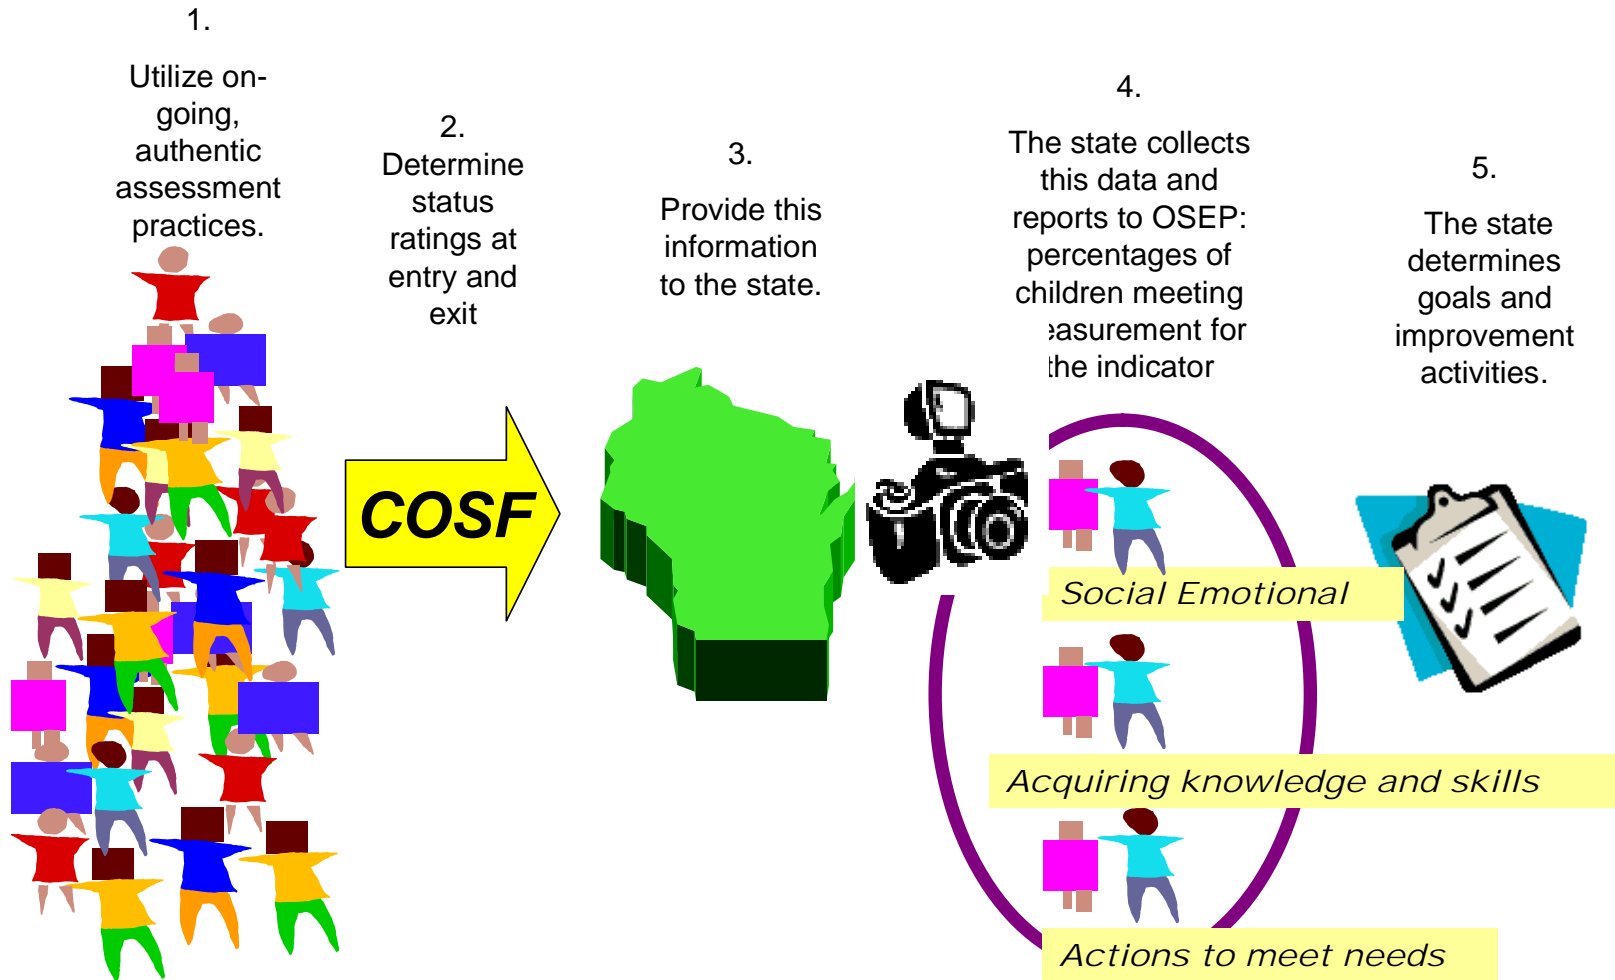 1.
Utilize on-
going,
authentic
assessment
practices.
2.
Determine
status
ratings at
entry and
exit
COSF
3.
Provide this
information
to the state.
4.
The state collects
this data and
reports to OSEP:
percentages of
children meeting
easurement for
the indicator
Social Emotional
Acquiring knowledge and skills
Actions to meet needs
5.
The state
determines
goals and
improvement
activities.